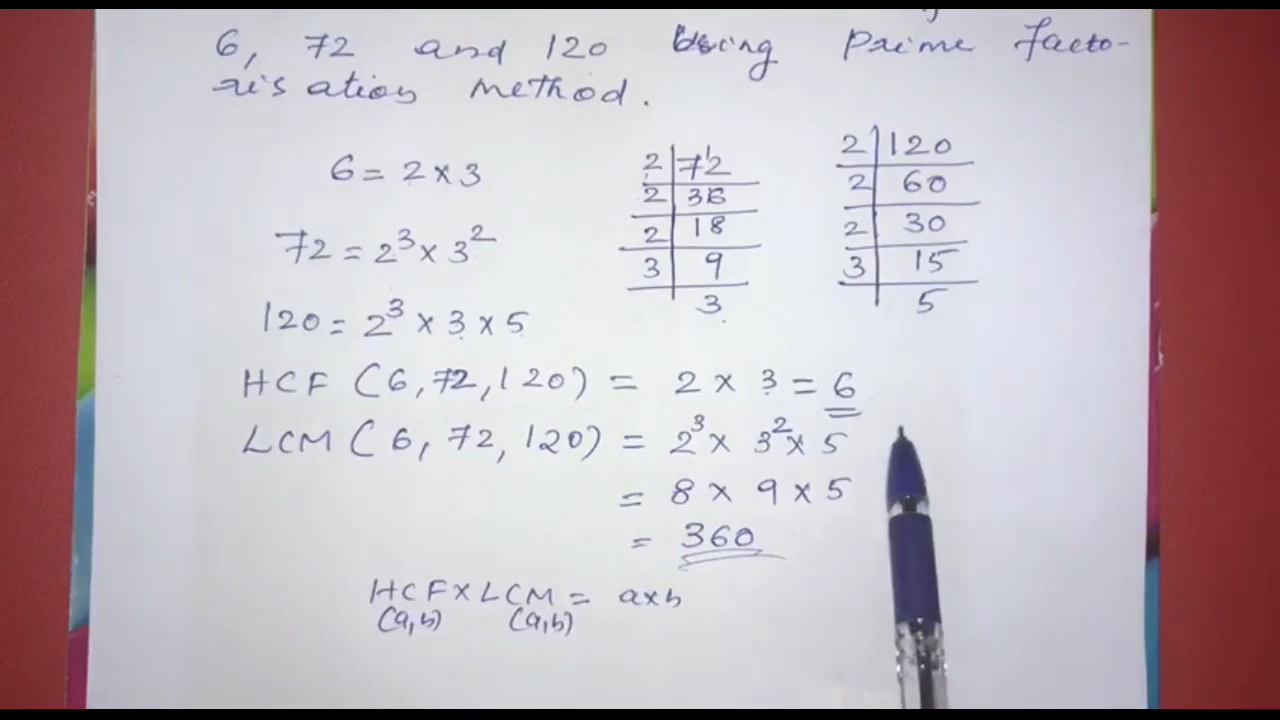 6, 72 and 120 Using Prime facto-
risation method.
6 = 2 x 3
72 = 2³ x 3²
120 = 2³ x 3 x 5
2 | 72
2 | 36
2 | 18
3 | 9
3
2 | 120
2 | 60
2 | 30
3 | 15
5
HCF (6, 72, 120) = 2 x 3 = 6
LCM (6, 72, 120) = 2³ x 3² x 5
= 8 x 9 x 5
= 360
HCF x LCM = a x b
(a,b) (a,b)